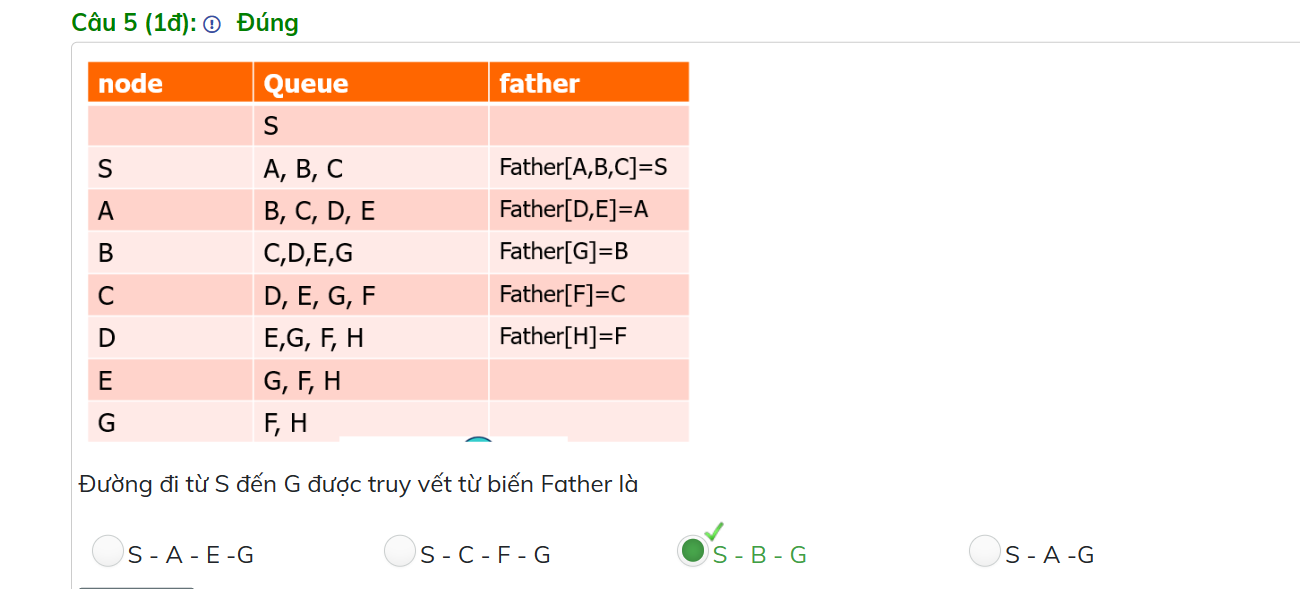 Câu 5 (1đ): Đúng
node Queue father
S
S A, B, C Father[A,B,C]=S
A B, C, D, E Father[D,E]=A
B C,D,E,G Father[G]=B
C D, E, G, F Father[F]=C
D E,G, F, H Father[H]=F
E G, F, H
G F, H
Đường đi từ S đến G được truy vết từ biến Father là
S - A - E -G S - C - F - G S - B - G S - A -G